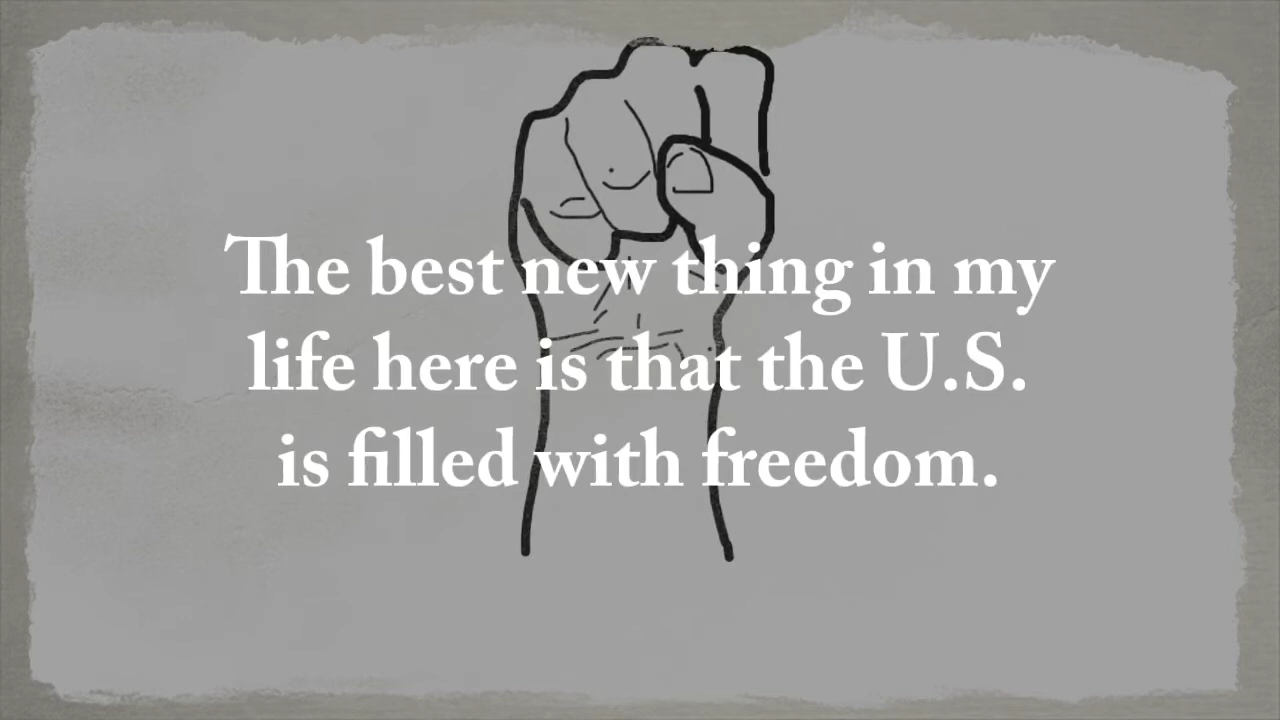 The best new thing in my
life here is that the U.S.
is filled with freedom.